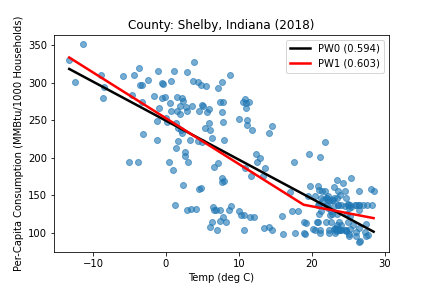 County: Shelby, Indiana (2018)
Per-Capita Consumption (MMBtu/1000 Households)
350
300
250
200
150
100
PW0 (0.594)
PW1 (0.603)
−10
0
10
20
30
Temp (deg C)